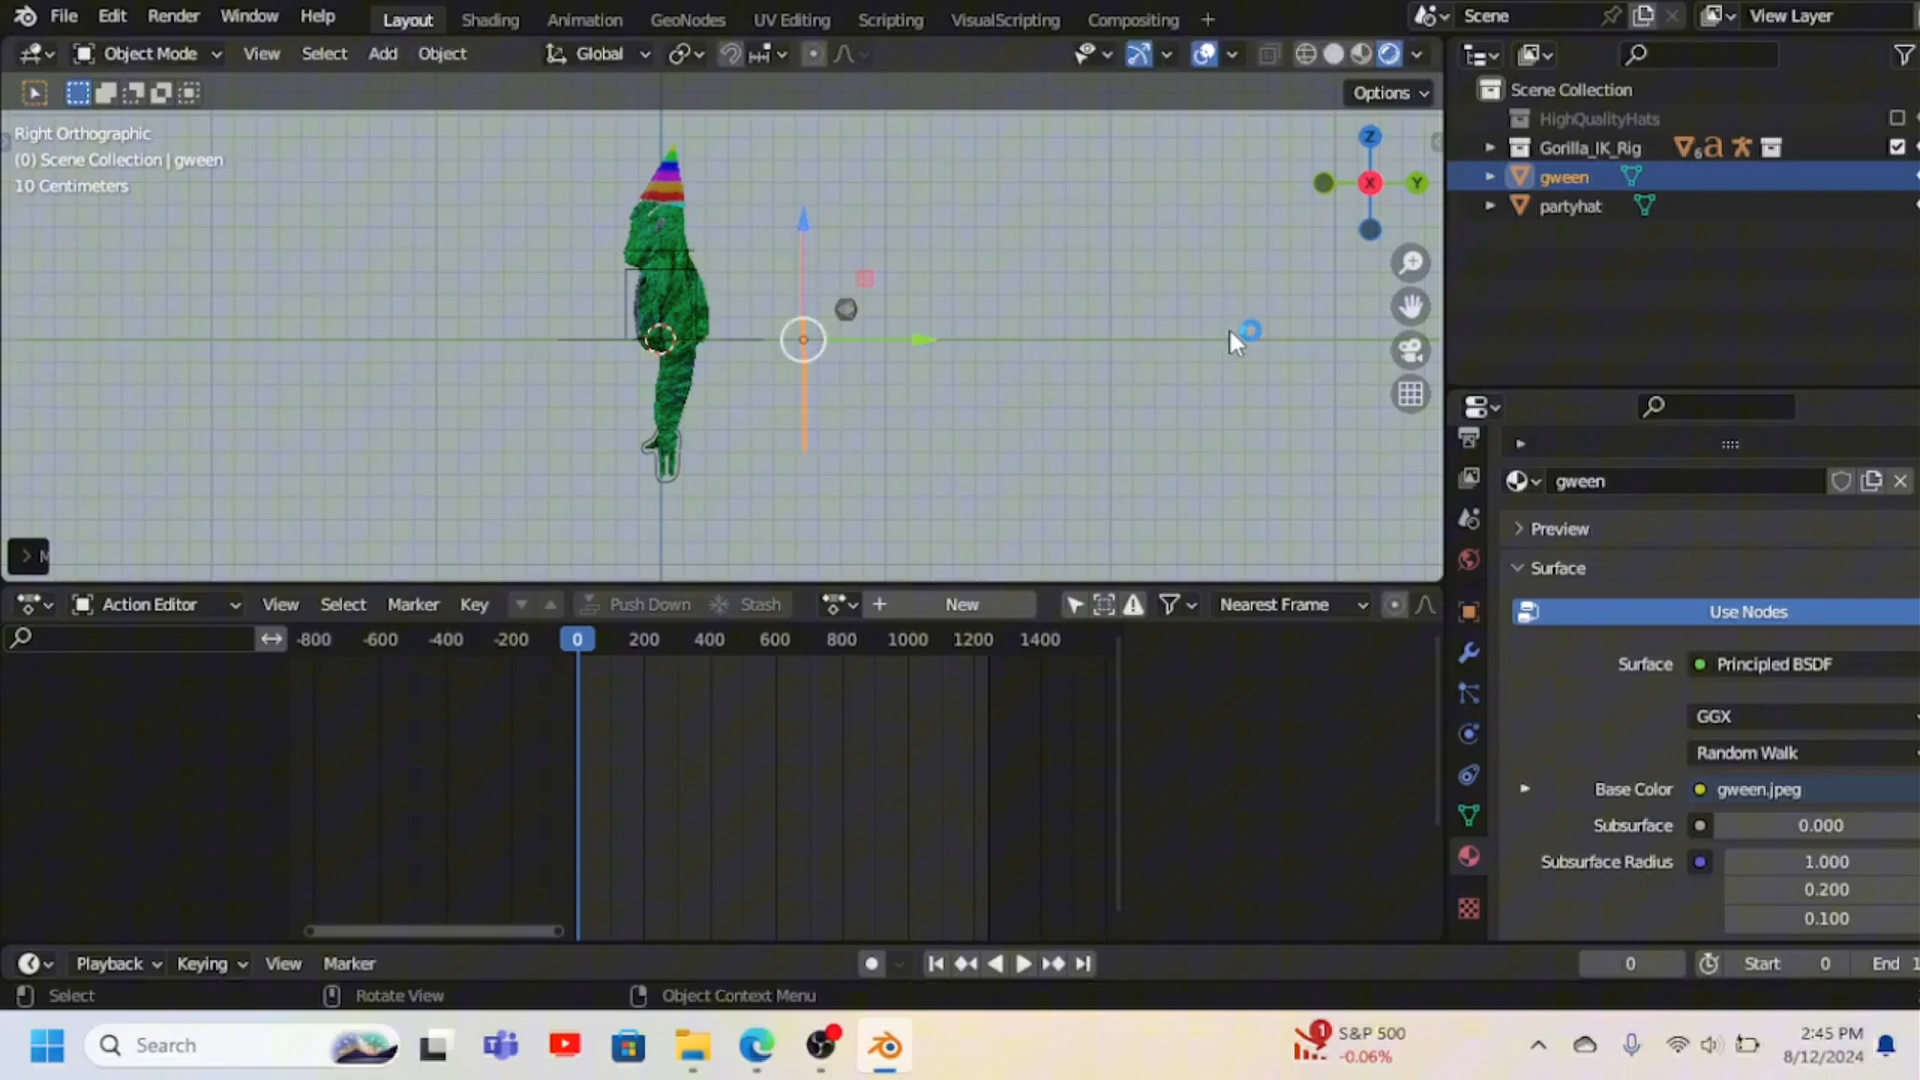 File Edit Render Window Help Layout Shading Animation GeoNodes UV Editing Scripting VisualScripting Compositing + Scene View Layer
Object Mode View Select Add Object Global
Options
Right Orthographic
(0) Scene Collection | gween
10 Centimeters
Z
X
Y
Scene Collection
HighQualityHats
Gorilla_IK_Rig 6
gween
partyhat
gween
Preview
Surface
Use Nodes
Surface Principled BSDF
GGX
Random Walk
Base Color gween.jpeg
Subsurface 0.000
Subsurface Radius 1.000
0.200
0.100
Action Editor View Select Marker Key Push Down Stash + New Nearest Frame
-800 -600 -400 -200 0 200 400 600 800 1000 1200 1400
Playback Keying View Marker 0 Start 0 End 1
Select Rotate View Object Context Menu
Search
1
S&P 500
-0.06%
2:45 PM
8/12/2024